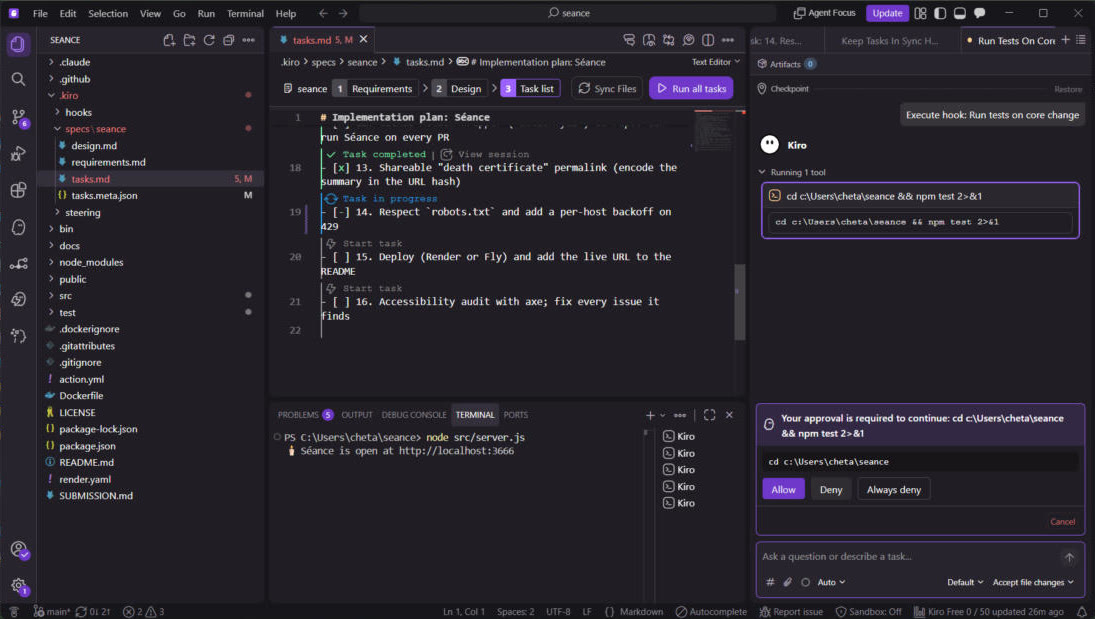 File Edit Selection View Go Run Terminal Help
seance
Agent Focus
Update
SEANCE
.claude
.github
.kiro
hooks
specs \ seance
design.md
requirements.md
tasks.md 5, M
tasks.meta.json M
steering
bin
docs
node_modules
public
src
test
.dockerignore
.gitattributes
.gitignore
action.yml
Dockerfile
LICENSE
package-lock.json
package.json
README.md
render.yaml
SUBMISSION.md
tasks.md 5, M
.kiro > specs > seance > tasks.md > # Implementation plan: Séance
Text Editor
seance
1 Requirements
2 Design
3 Task list
Sync Files
Run all tasks
1 # Implementation plan: Séance
run Séance on every PR
Task completed | View session
18 - [x] 13. Shareable "death certificate" permalink (encode the
summary in the URL hash)
Task in progress
19 - [-] 14. Respect `robots.txt` and add a per-host backoff on
429
Start task
20 - [ ] 15. Deploy (Render or Fly) and add the live URL to the
README
Start task
21 - [ ] 16. Accessibility audit with axe; fix every issue it
finds
22
PROBLEMS 5 OUTPUT DEBUG CONSOLE TERMINAL PORTS
PS C:\Users\cheta\seance> node src/server.js
Séance is open at http://localhost:3666
Kiro
Kiro
Kiro
Kiro
Kiro
sk: 14. Res...
Keep Tasks In Sync H...
Run Tests On Core
Artifacts 0
Checkpoint
Restore
Execute hook: Run tests on core change
Kiro
Running 1 tool
cd c:\Users\cheta\seance && npm test 2>&1
cd c:\Users\cheta\seance && npm test 2>&1
Your approval is required to continue: cd c:\Users\cheta\seance
&& npm test 2>&1
cd c:\Users\cheta\seance
Allow
Deny
Always deny
Cancel
Ask a question or describe a task...
# Auto
Default
Accept file changes
6
1
main* 0↓ 2↑ 2 3
Ln 1, Col 1
Spaces: 2
UTF-8
LF
{} Markdown
Autocomplete
Report issue
Sandbox: Off
Kiro Free 0 / 50 updated 26m ago